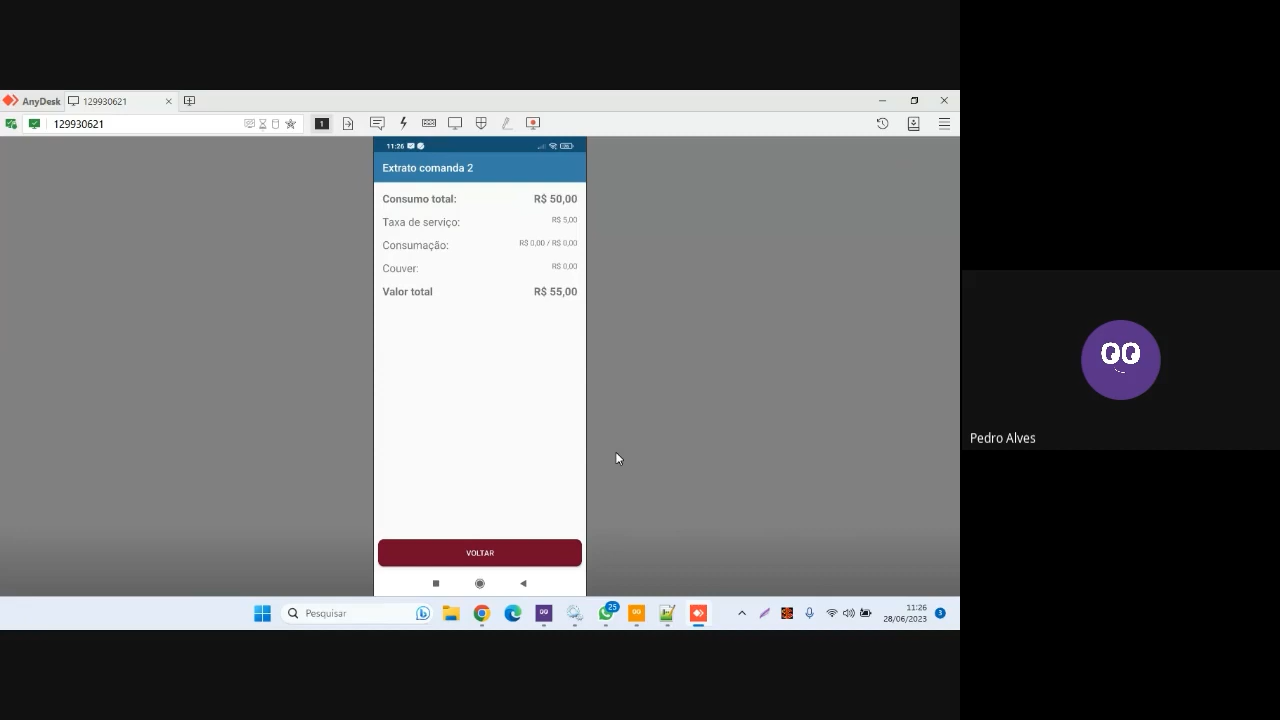 AnyDesk 129930621
129930621 1
11:26
Extrato comanda 2
Consumo total: R$ 50,00
Taxa de serviço: R$ 5,00
Consumação: R$ 0,00 / R$ 0,00
Couver: R$ 0,00
Valor total R$ 55,00
VOLTAR
Pedro Alves
Pesquisar 25 11:26
28/06/2023 3